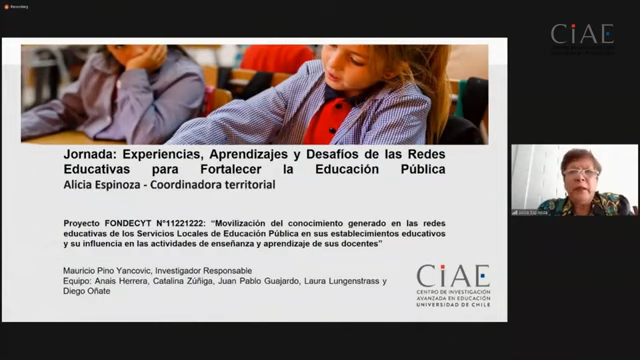 Recording
CiAE
Jornada: Experiencias, Aprendizajes y Desafíos de las Redes
Educativas para Fortalecer la Educación Pública
Alicia Espinoza - Coordinadora territorial
Proyecto FONDECYT N°11221222: “Movilización del conocimiento generado en las redes
educativas de los Servicios Locales de Educación Pública en sus establecimientos educativos
y su influencia en las actividades de enseñanza y aprendizaje de sus docentes”
Mauricio Pino Yancovic, Investigador Responsable
Equipo: Anais Herrera, Catalina Zúñiga, Juan Pablo Guajardo, Laura Lungenstrass y
Diego Oñate
CiAE
CENTRO DE INVESTIGACIÓN
AVANZADA EN EDUCACIÓN
UNIVERSIDAD DE CHILE